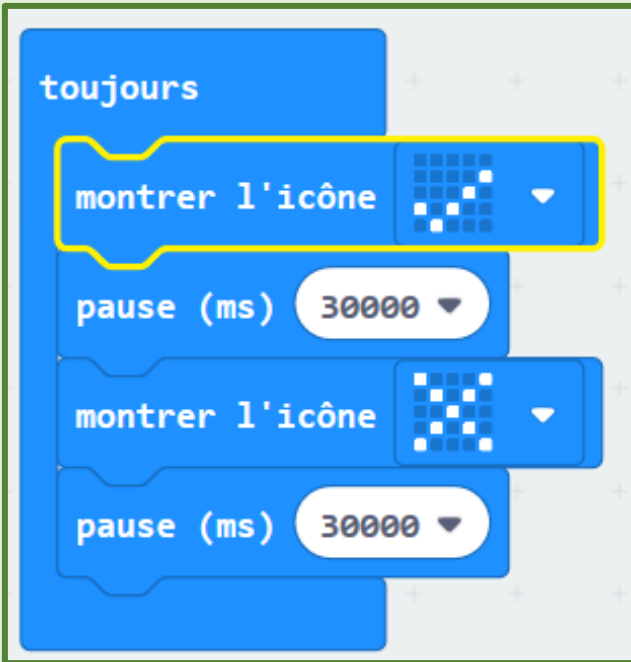 toujours
montrer l'icône
pause (ms) 30000
montrer l'icône
pause (ms) 30000